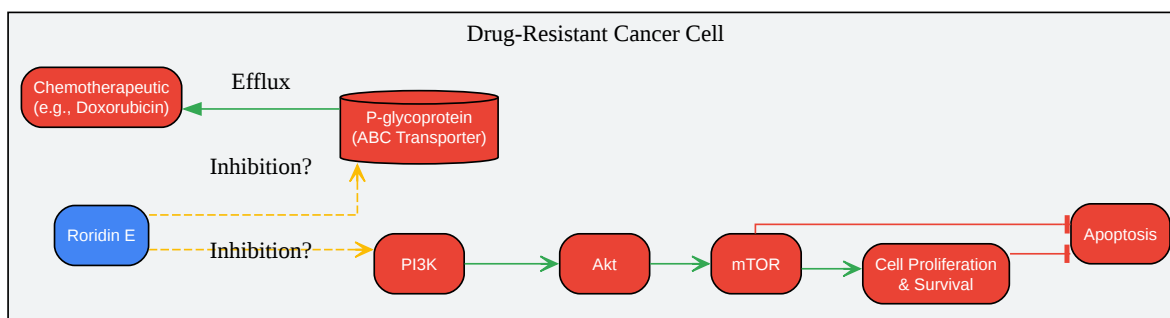 Drug-Resistant Cancer Cell
Efflux
Chemotherapeutic
(e.g., Doxorubicin)
P-glycoprotein
(ABC Transporter)
Inhibition?
Roridin E
Inhibition?
PI3K
Akt
mTOR
Cell Proliferation
& Survival
Apoptosis